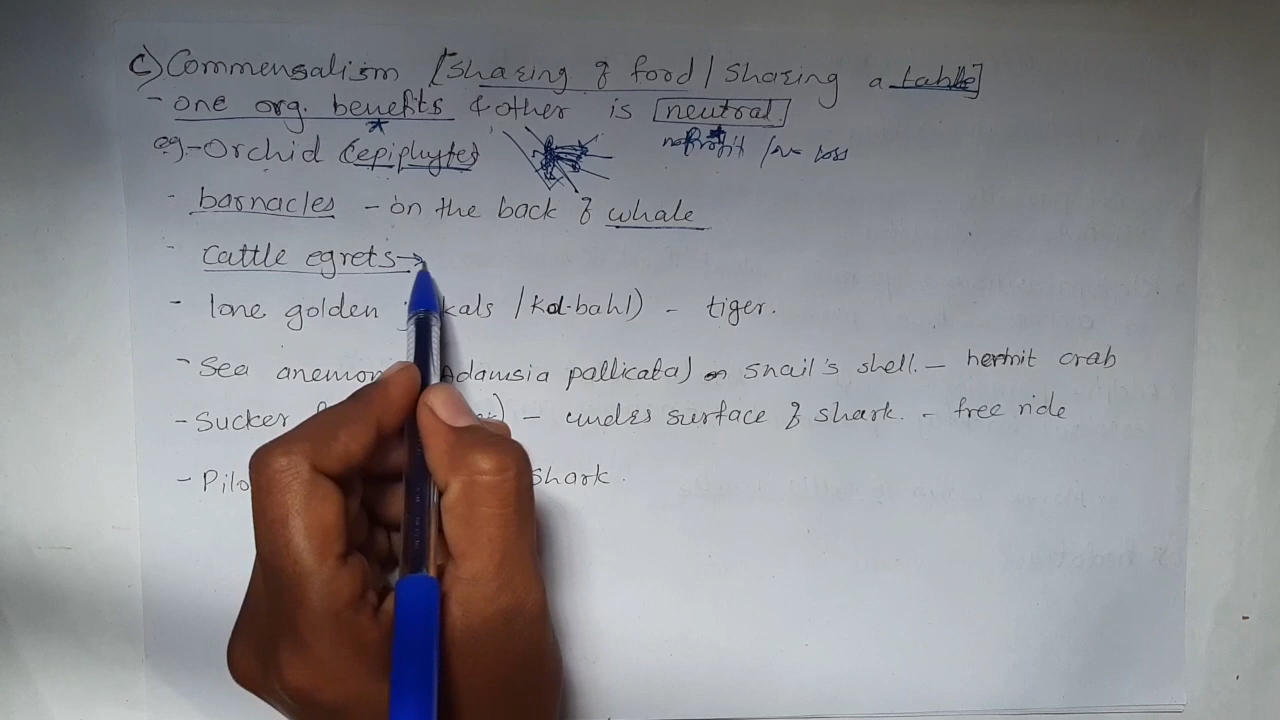 C) Commensalism [sharing of food / sharing a table]
- one org. benefits & other is neutral.
no profit / no loss
eg - Orchid (epiphyte)
- barnacles - on the back of whale
- Cattle egrets →
- lone golden kals / kol-bahl) - tiger.
- Sea anemon Adamsia pallicata) on snail's shell. - hermit crab
- Sucker - under surface of shark. - free ride
- Pilo shark.